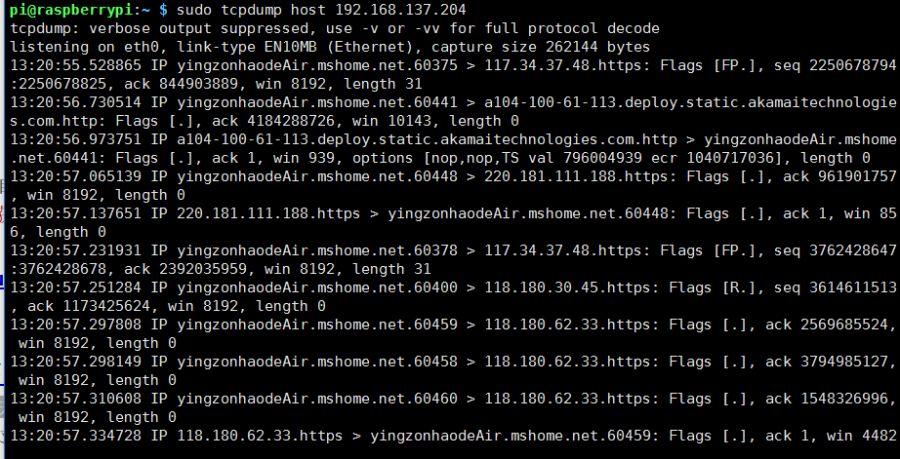 pi@raspberrypi:~ $ sudo tcpdump host 192.168.137.204
tcpdump: verbose output suppressed, use -v or -vv for full protocol decode
listening on eth0, link-type EN10MB (Ethernet), capture size 262144 bytes
13:20:55.528865 IP yingzonhaodeAir.mshome.net.60375 > 117.34.37.48.https: Flags [FP.], seq 2250678794
:2250678825, ack 844903889, win 8192, length 31
13:20:56.730514 IP yingzonhaodeAir.mshome.net.60441 > a104-100-61-113.deploy.static.akamaitechnologie
s.com.http: Flags [.], ack 4184288726, win 10143, length 0
13:20:56.973751 IP a104-100-61-113.deploy.static.akamaitechnologies.com.http > yingzonhaodeAir.mshome
.net.60441: Flags [.], ack 1, win 939, options [nop,nop,TS val 796004939 ecr 1040717036], length 0
13:20:57.065139 IP yingzonhaodeAir.mshome.net.60448 > 220.181.111.188.https: Flags [.], ack 961901757
, win 8192, length 0
13:20:57.137651 IP 220.181.111.188.https > yingzonhaodeAir.mshome.net.60448: Flags [.], ack 1, win 85
6, length 0
13:20:57.231931 IP yingzonhaodeAir.mshome.net.60378 > 117.34.37.48.https: Flags [FP.], seq 3762428647
:3762428678, ack 2392035959, win 8192, length 31
13:20:57.251284 IP yingzonhaodeAir.mshome.net.60400 > 118.180.30.45.https: Flags [R.], seq 3614611513
, ack 1173425624, win 8192, length 0
13:20:57.297808 IP yingzonhaodeAir.mshome.net.60459 > 118.180.62.33.https: Flags [.], ack 2569685524,
 win 8192, length 0
13:20:57.298149 IP yingzonhaodeAir.mshome.net.60458 > 118.180.62.33.https: Flags [.], ack 3794985127,
 win 8192, length 0
13:20:57.310608 IP yingzonhaodeAir.mshome.net.60460 > 118.180.62.33.https: Flags [.], ack 1548326996,
 win 8192, length 0
13:20:57.334728 IP 118.180.62.33.https > yingzonhaodeAir.mshome.net.60459: Flags [.], ack 1, win 4482